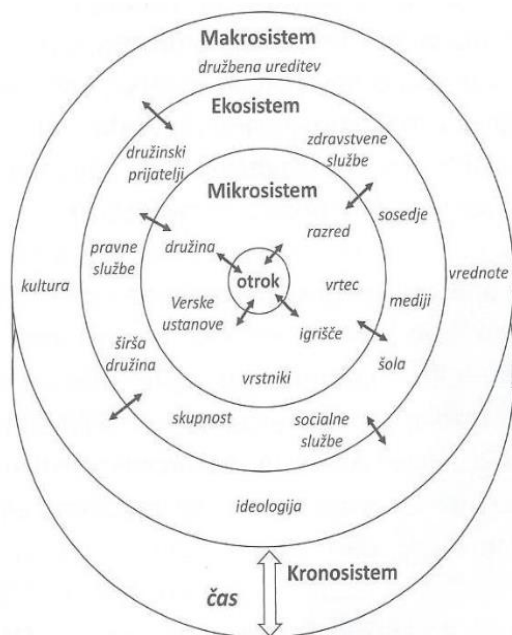 Makrosistem
družbena ureditev
Ekosistem
zdravstvene
službe
družinski
prijatelji
Mikrosistem
sosedje
razred
pravne
službe
družina
kultura
otrok
vrtec
vrednote
mediji
Verske
ustanove
igrišče
širša
družina
šola
vrstniki
skupnost
socialne
službe
ideologija
Kronosistem
čas